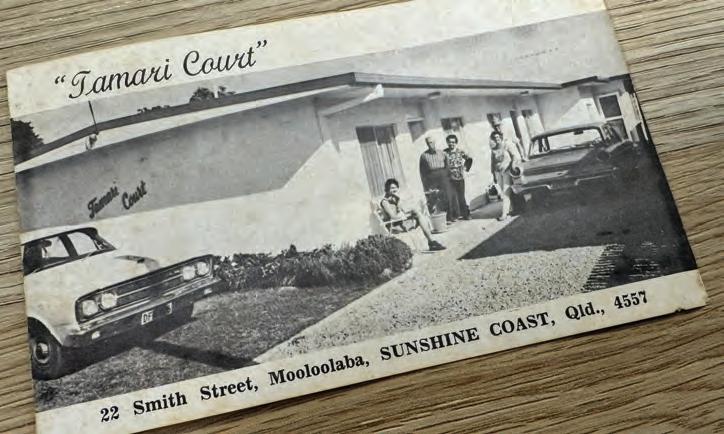 "Tamari Court"
Tamari
Court
22 Smith Street, Mooloolaba, SUNSHINE COAST, Qld., 4557